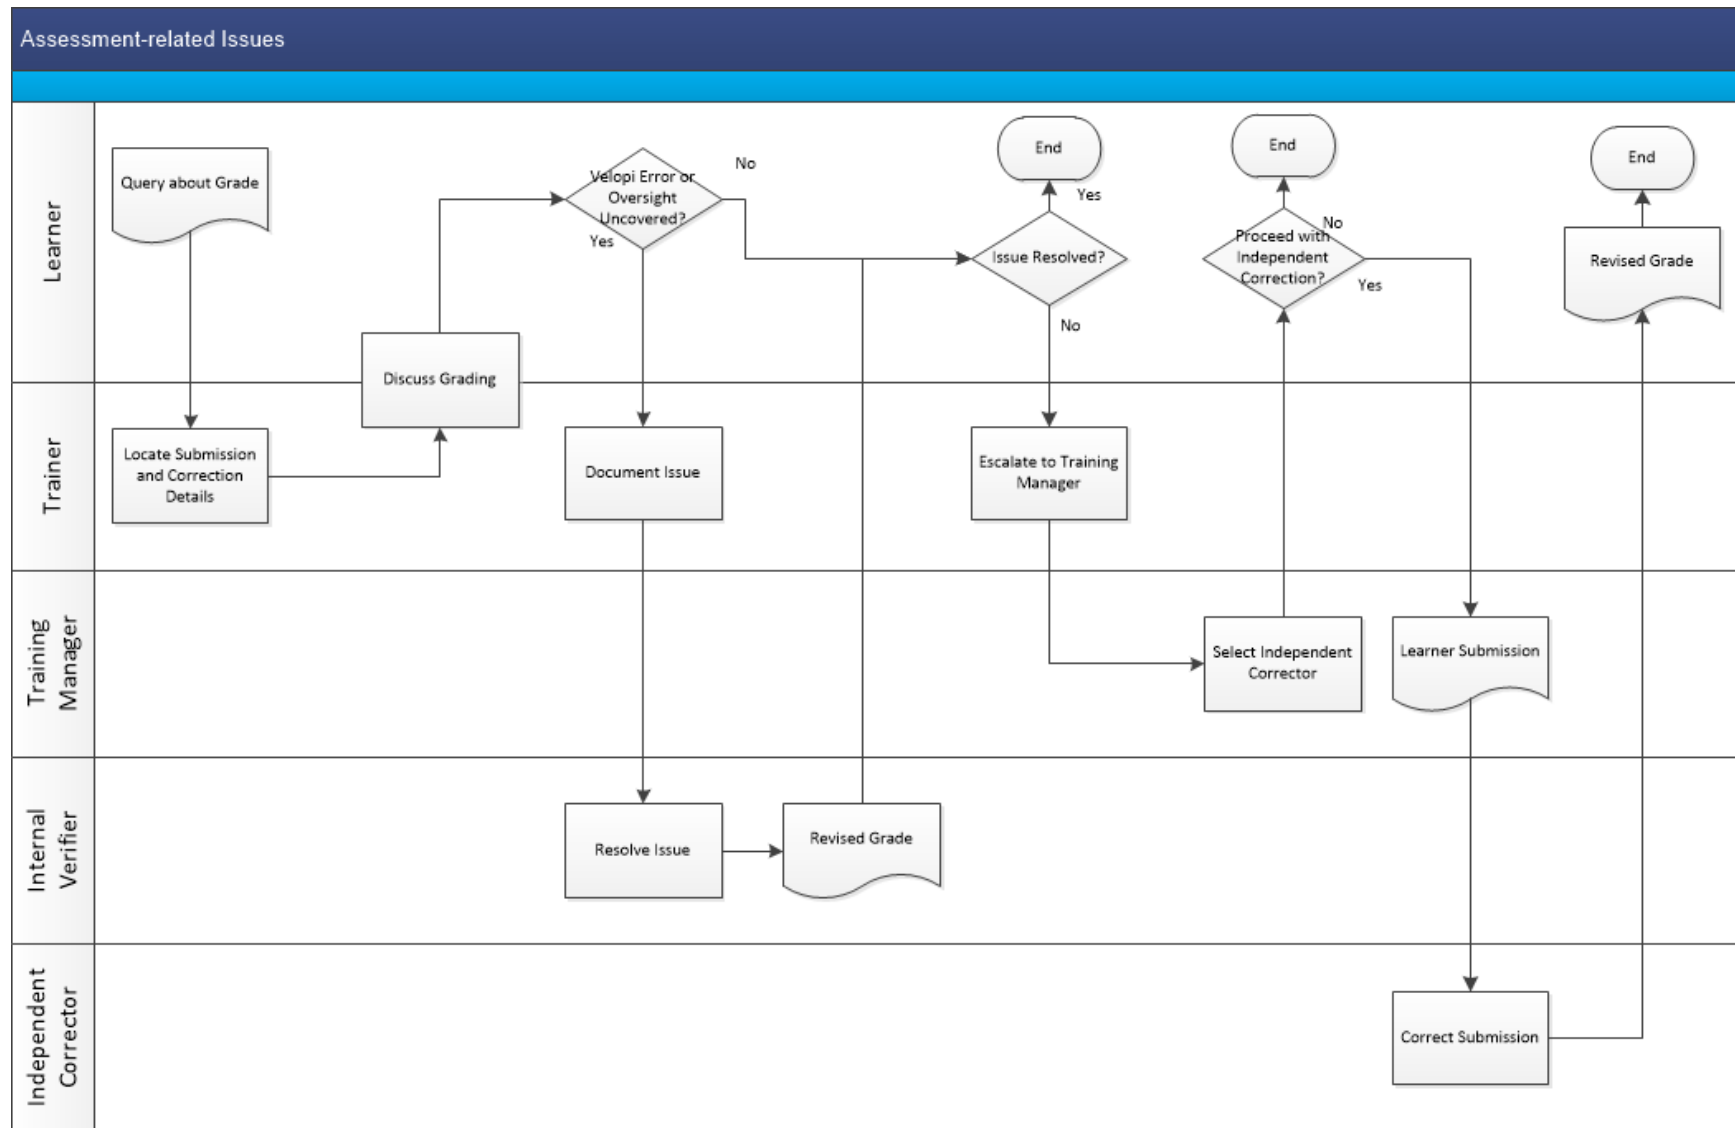 Assessment-related Issues
Learner
Query about Grade
Velopi Error or
Oversight
Uncovered?
No
Yes
End
Yes
Issue Resolved?
No
End
No
Proceed with
Independent
Correction?
Yes
End
Revised Grade
Discuss Grading
Trainer
Locate Submission
and Correction
Details
Document Issue
Escalate to Training
Manager
Training
Manager
Select Independent
Corrector
Learner Submission
Internal
Verifier
Resolve Issue
Revised Grade
Independent
Corrector
Correct Submission